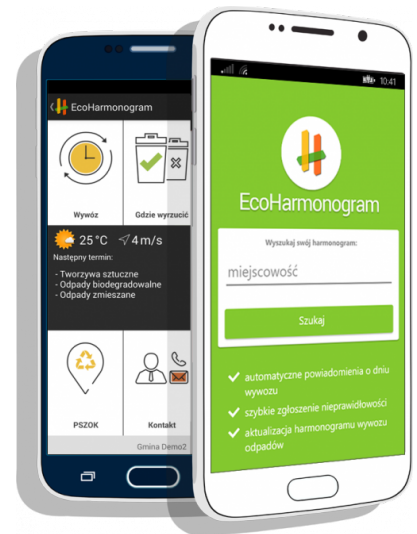 EcoHarmonogram
Wywóz
Gdzie wyrzucić
25°C
4m/s
Następny termin:
- Tworzywa sztuczne
- Odpady biodegradowalne
- Odpady zmieszane
PSZOK
Kontakt
Gmina Demo2
10:41
EcoHarmonogram
Wyszukaj swój harmonogram:
miejscowość
Szukaj
automatyczne powiadomienia o dniu
wywozu
szybkie zgłoszenie nieprawidłowości
aktualizacja harmonogramu wywozu
odpadów